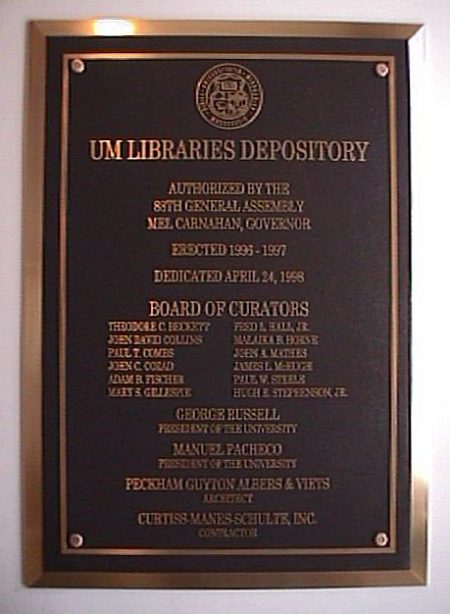 UM LIBRARIES DEPOSITORY
AUTHORIZED BY THE
88TH GENERAL ASSEMBLY
MEL CARNAHAN, GOVERNOR
ERECTED 1996 - 1997
DEDICATED APRIL 24, 1998
BOARD OF CURATORS
THEODORE C. BECKETT FRED S. HALL, JR.
JOHN DAVID COLLINS MALAIKA B. HORNE
PAUL T. COMBS JOHN A. MATHES
JOHN C. COZAD JAMES L. McHUGH
ADAM B. FISCHER PAUL W. STEELE
MARY S. GILLESPIE HUGH E. STEPHENSON, JR.
GEORGE RUSSELL
PRESIDENT OF THE UNIVERSITY
MANUEL PACHECO
PRESIDENT OF THE UNIVERSITY
PECKHAM GUYTON ALBERS & VIETS
ARCHITECT
CURTISS-MANES-SCHULTE, INC.
CONTRACTOR